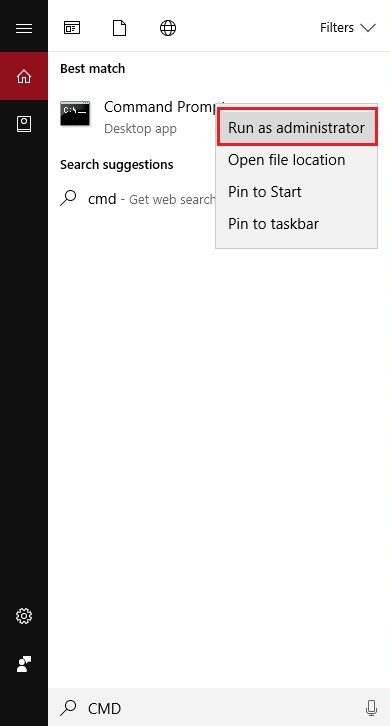 Filters
Best match
Command Promp
Run as administrator
Desktop app
Open file location
Search suggestions
Pin to Start
cmd - Get web search
Pin to taskbar
CMD